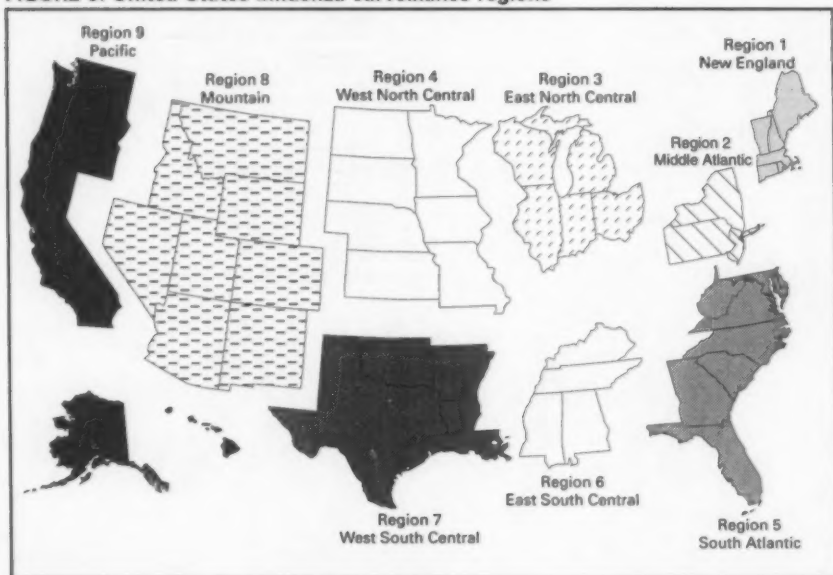 Region 9
Pacific
Region 8
Mountain
Region 4
West North Central
Region 3
East North Central
Region 1
New England
Region 2
Middle Atlantic
Region 7
West South Central
Region 6
East South Central
Region 5
South Atlantic